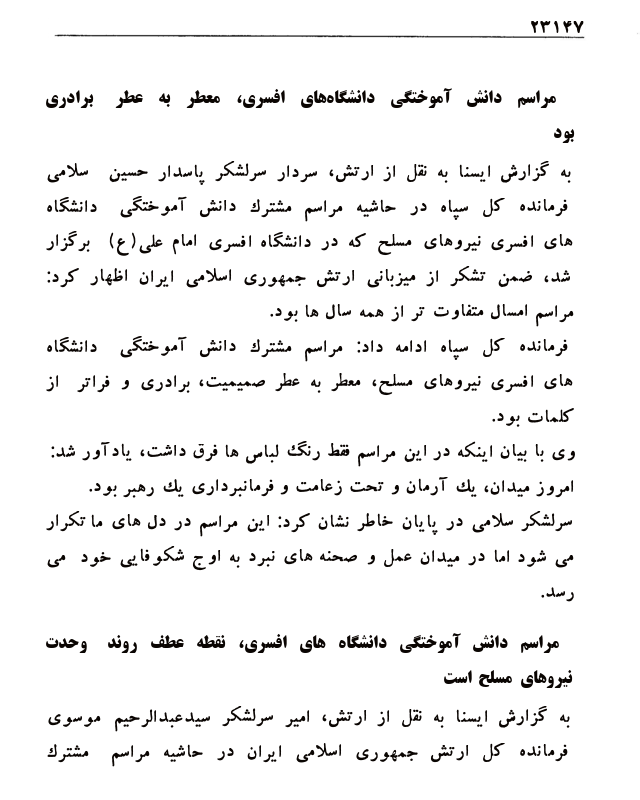 ۲۳۱۴۷
مراسم دانش آموختگی دانشگاه‌های افسری، معطر به عطر برادری
بود
به گزارش ایسنا به نقل از ارتش، سردار سرلشکر پاسدار حسین سلامی
فرمانده کل سپاه در حاشیه مراسم مشترك دانش آموختگی دانشگاه
های افسری نیروهای مسلح که در دانشگاه افسری امام علی(ع) برگزار
شد، ضمن تشکر از میزبانی ارتش جمهوری اسلامی ایران اظهار کرد:
مراسم امسال متفاوت تر از همه سال ها بود.
فرمانده کل سپاه ادامه داد: مراسم مشترك دانش آموختگی دانشگاه
های افسری نیروهای مسلح، معطر به عطر صمیمیت، برادری و فراتر از
کلمات بود.
وی با بیان اینکه در این مراسم فقط رنگ لباس ها فرق داشت، یادآور شد:
امروز میدان، یك آرمان و تحت زعامت و فرمانبرداری یك رهبر بود.
سرلشکر سلامی در پایان خاطر نشان کرد: این مراسم در دل های ما تکرار
می شود اما در میدان عمل و صحنه های نبرد به اوج شکوفایی خود می
رسد.
مراسم دانش آموختگی دانشگاه های افسری، نقطه عطف روند وحدت
نیروهای مسلح است
به گزارش ایسنا به نقل از ارتش، امیر سرلشکر سیدعبدالرحیم موسوی
فرمانده کل ارتش جمهوری اسلامی ایران در حاشیه مراسم مشترك